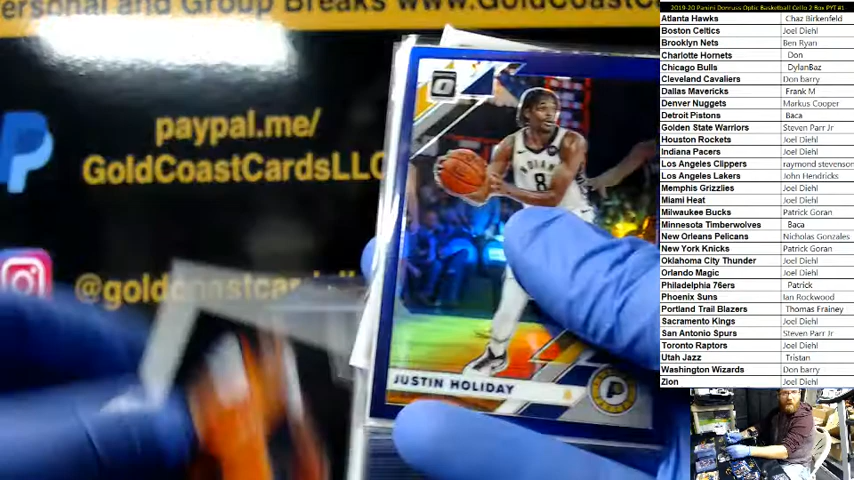 ersonal and Group Breaks www.GoldCoastC
paypal.me/
GoldCoastCardsLLC
INDIANA
8
JUSTIN HOLIDAY
2019-20 Panini Donruss Optic Basketball Cello 2 Box PYT #1
Atlanta Hawks Chaz Birkenfeld
Boston Celtics Joel Diehl
Brooklyn Nets Ben Ryan
Charlotte Hornets Don
Chicago Bulls DylanBaz
Cleveland Cavaliers Don barry
Dallas Mavericks Frank M
Denver Nuggets Markus Cooper
Detroit Pistons Baca
Golden State Warriors Steven Parr Jr
Houston Rockets Joel Diehl
Indiana Pacers Joel Diehl
Los Angeles Clippers raymond stevenson
Los Angeles Lakers John Hendricks
Memphis Grizzlies Joel Diehl
Miami Heat Joel Diehl
Milwaukee Bucks Patrick Goran
Minnesota Timberwolves Baca
New Orleans Pelicans Nicholas Gonzales
New York Knicks Patrick Goran
Oklahoma City Thunder Joel Diehl
Orlando Magic Joel Diehl
Philadelphia 76ers Patrick
Phoenix Suns Ian Rockwood
Portland Trail Blazers Thomas Frainey
Sacramento Kings Joel Diehl
San Antonio Spurs Steven Parr Jr
Toronto Raptors Joel Diehl
Utah Jazz Tristan
Washington Wizards Don barry
Zion Joel Diehl